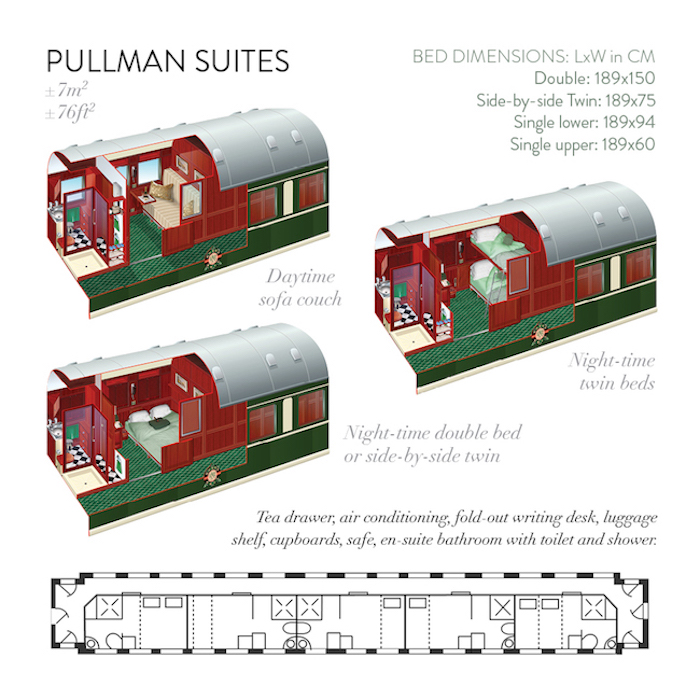 PULLMAN SUITES
±7m²
±76ft²
BED DIMENSIONS: LxW in CM
Double: 189x150
Side-by-side Twin: 189x75
Single lower: 189x94
Single upper: 189x60
Daytime
sofa couch
Night-time
twin beds
Night-time double bed
or side-by-side twin
Tea drawer, air conditioning, fold-out writing desk, luggage
shelf, cupboards, safe, en-suite bathroom with toilet and shower.